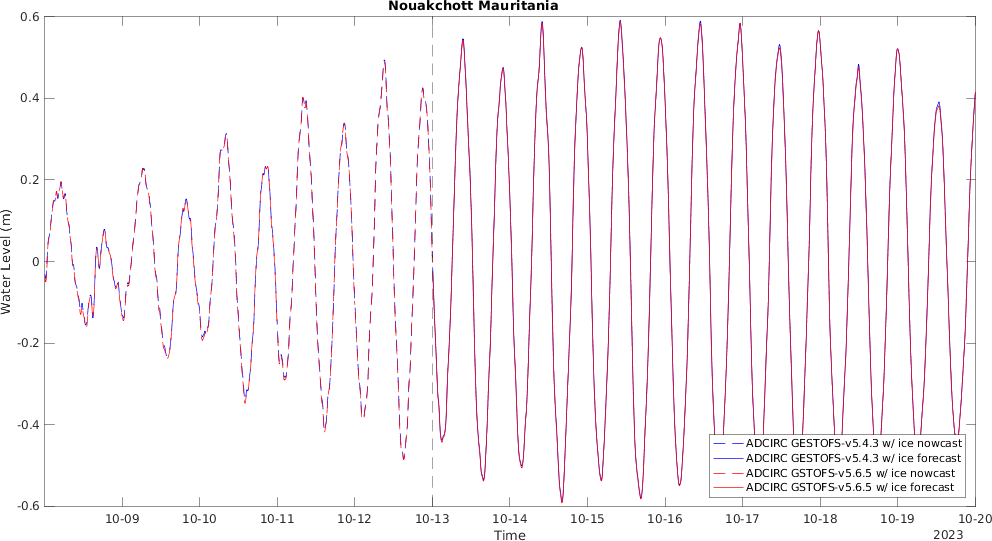 Nouakchott Mauritania
0.6
0.4
0.2
0
-0.2
-0.4
-0.6
Water Level (m)
ADCIRC GESTOFS-v5.4.3 w/ ice nowcast
ADCIRC GESTOFS-v5.4.3 w/ ice forecast
ADCIRC GSTOFS-v5.6.5 w/ ice nowcast
ADCIRC GSTOFS-v5.6.5 w/ ice forecast
10-09 10-10 10-11 10-12 10-13 10-14 10-15 10-16 10-17 10-18 10-19 10-20
Time
2023